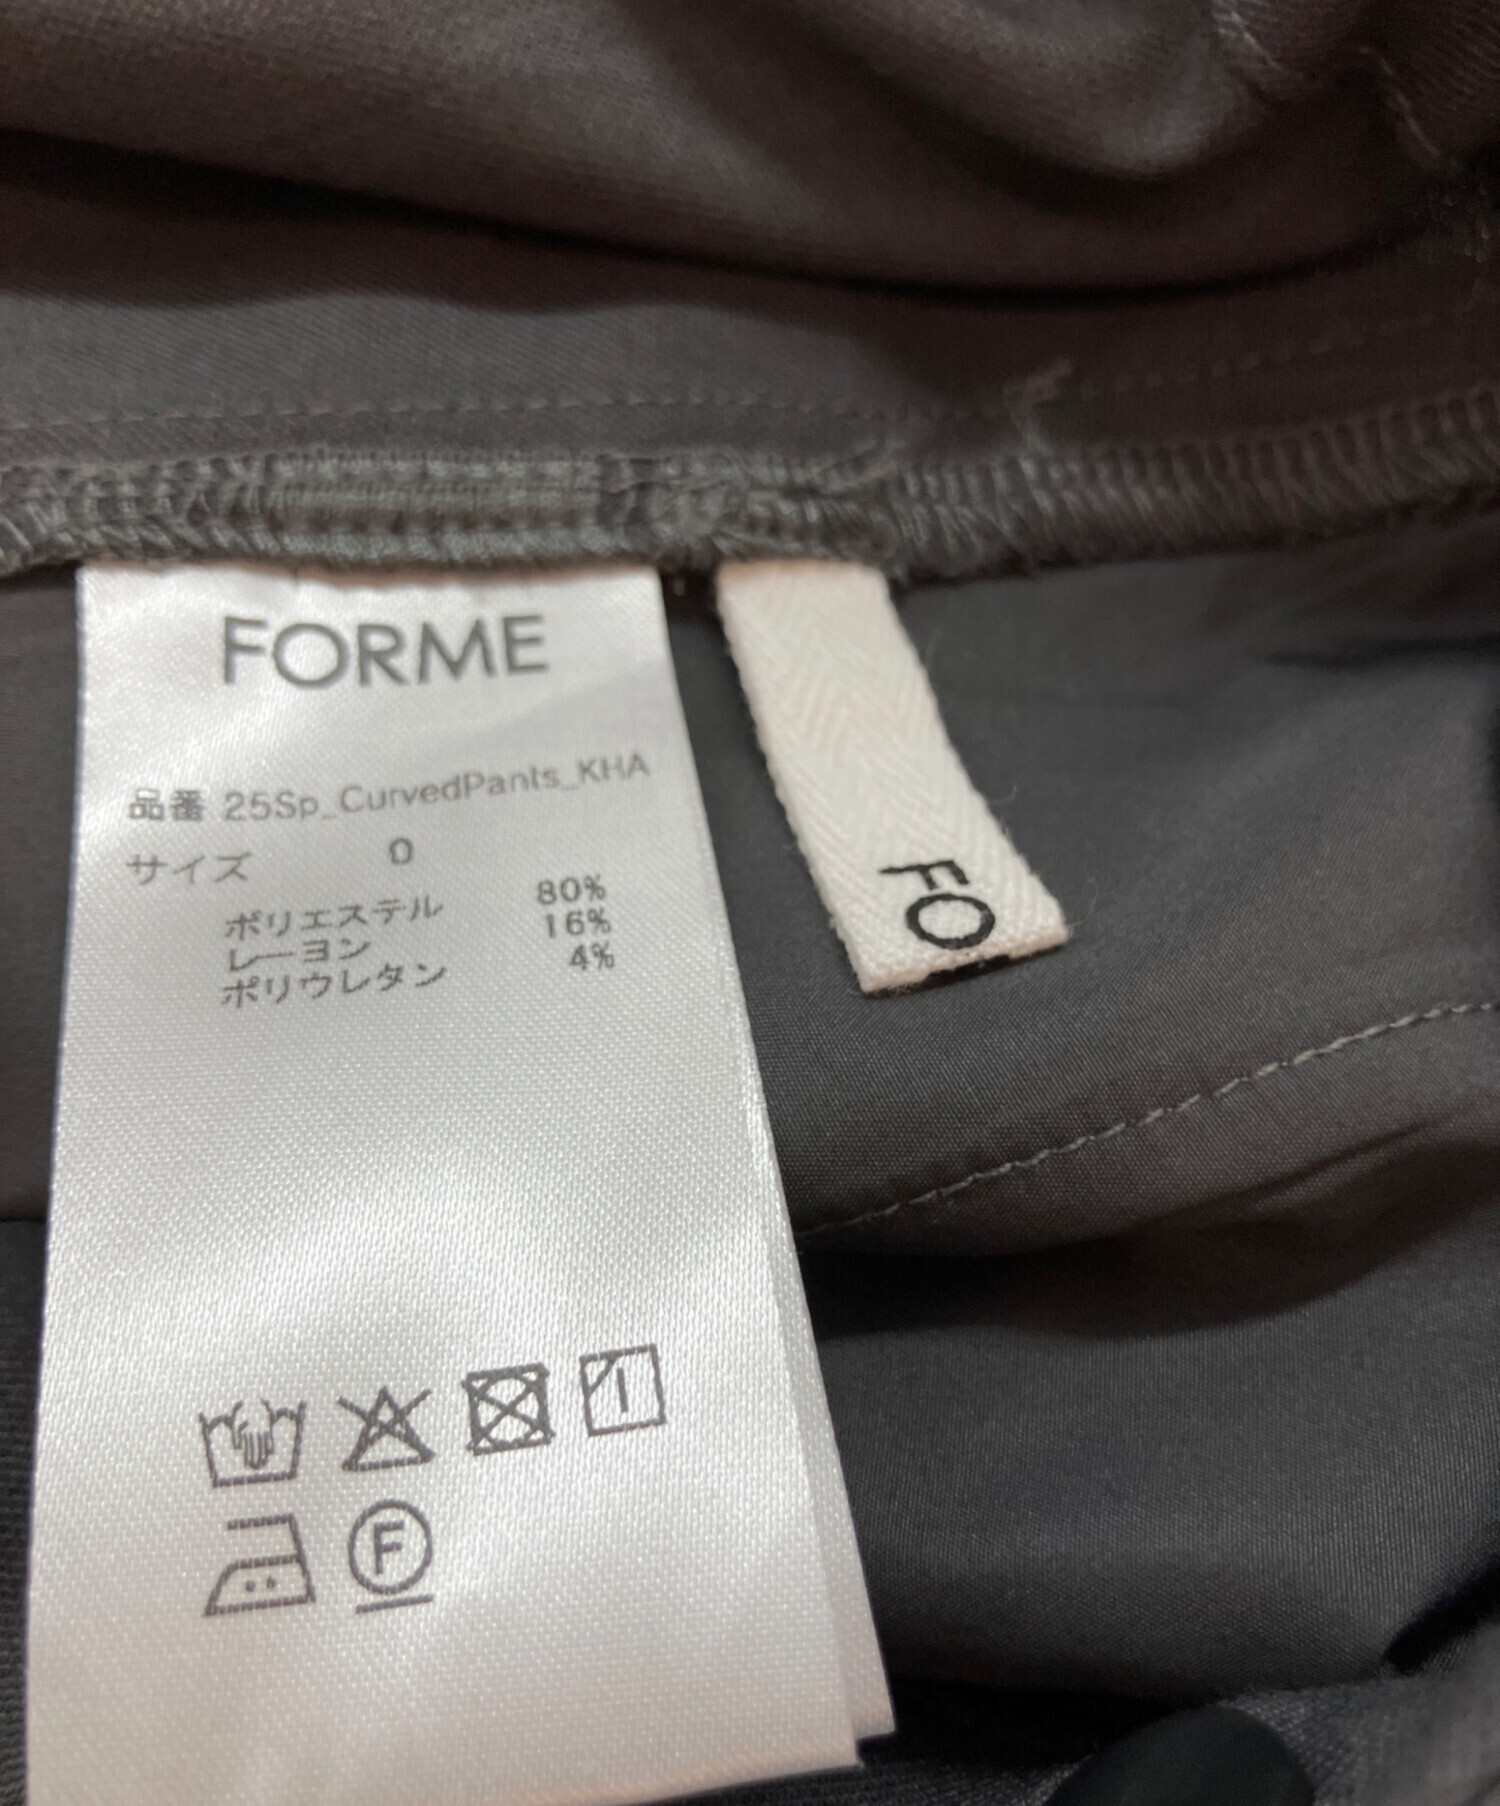 FORME
品番 25Sp_CurvedPants_KHA
サイズ 0
ポリエステル 80%
レーヨン 16%
ポリウレタン 4%
F
FO